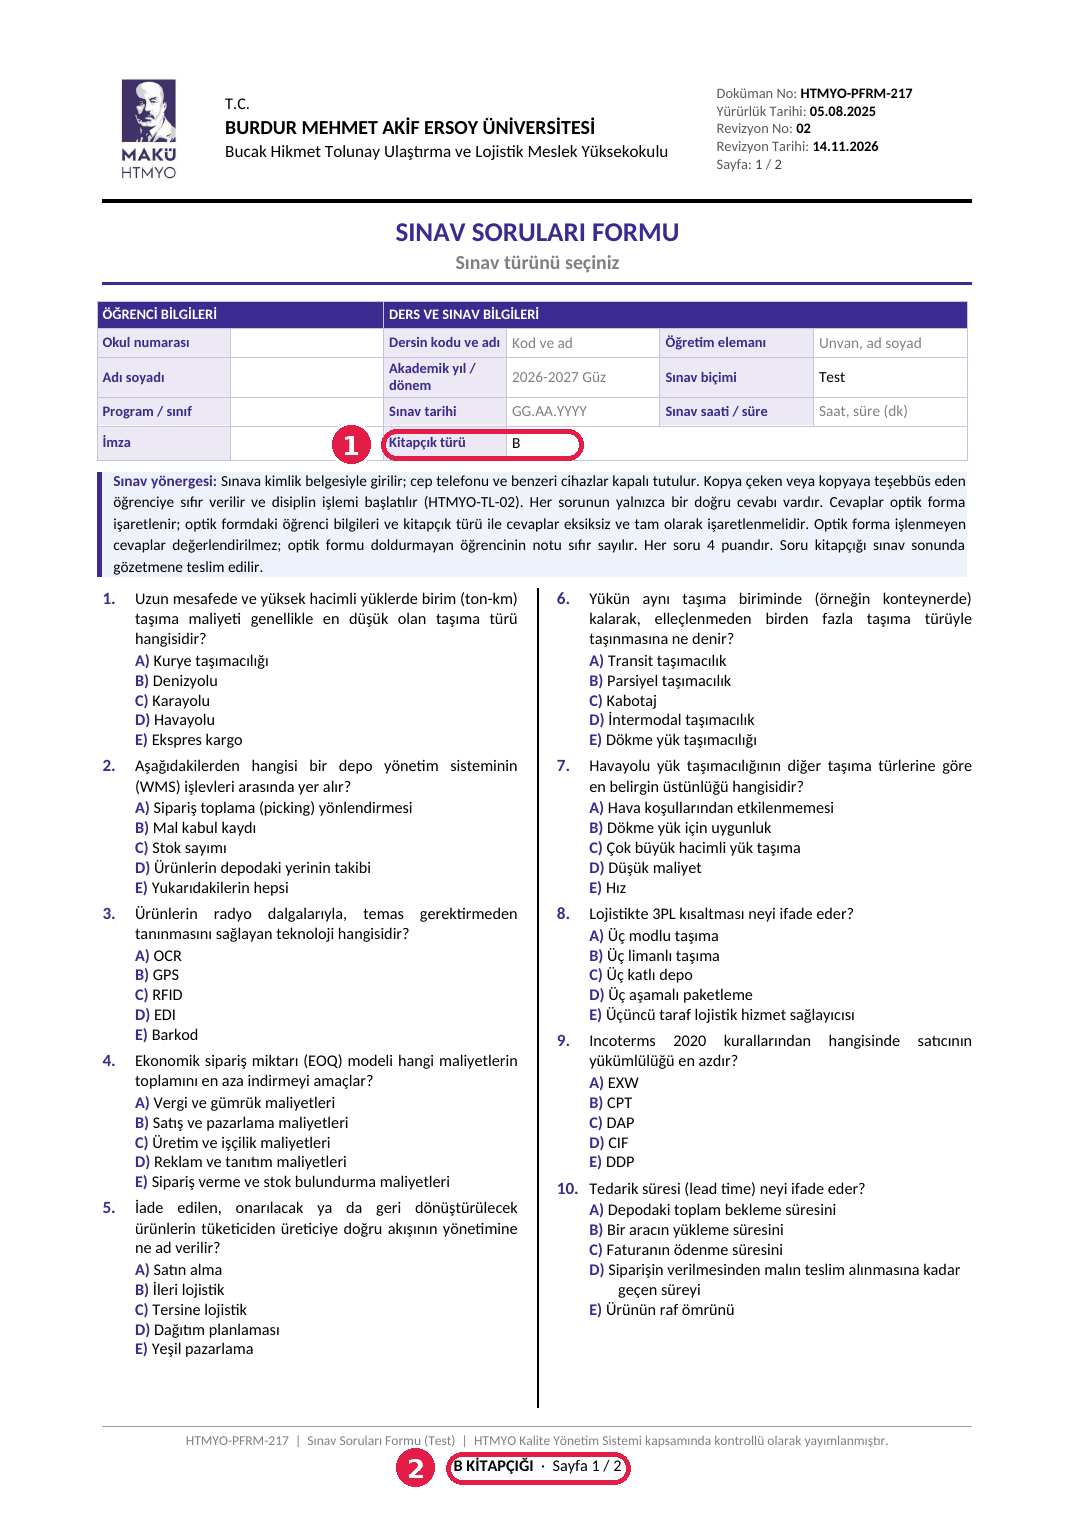 MAKÜ
HTMYO
T.C.
BURDUR MEHMET AKİF ERSOY ÜNİVERSİTESİ
Bucak Hikmet Tolunay Ulaştırma ve Lojistik Meslek Yüksekokulu
Doküman No: HTMYO-PFRM-217
Yürürlük Tarihi: 05.08.2025
Revizyon No: 02
Revizyon Tarihi: 14.11.2026
Sayfa: 1 / 2
SINAV SORULARI FORMU
Sınav türünü seçiniz
ÖĞRENCİ BİLGİLERİ DERS VE SINAV BİLGİLERİ
Okul numarası Dersin kodu ve adı Kod ve ad Öğretim elemanı Unvan, ad soyad
Adı soyadı Akademik yıl / dönem 2026-2027 Güz Sınav biçimi Test
Program / sınıf Sınav tarihi GG.AA.YYYY Sınav saati / süre Saat, süre (dk)
İmza 1 Kitapçık türü B
Sınav yönergesi: Sınava kimlik belgesiyle girilir; cep telefonu ve benzeri cihazlar kapalı tutulur. Kopya çeken veya kopyaya teşebbüs eden
öğrenciye sıfır verilir ve disiplin işlemi başlatılır (HTMYO-TL-02). Her sorunun yalnızca bir doğru cevabı vardır. Cevaplar optik forma
işaretlenir; optik formdaki öğrenci bilgileri ve kitapçık türü ile cevaplar eksiksiz ve tam olarak işaretlenmelidir. Optik forma işlenmeyen
cevaplar değerlendirilmez; optik formu doldurmayan öğrencinin notu sıfır sayılır. Her soru 4 puandır. Soru kitapçığı sınav sonunda
gözetmene teslim edilir.
1. Uzun mesafede ve yüksek hacimli yüklerde birim (ton-km)
taşıma maliyeti genellikle en düşük olan taşıma türü
hangisidir?
A) Kurye taşımacılığı
B) Denizyolu
C) Karayolu
D) Havayolu
E) Ekspres kargo
2. Aşağıdakilerden hangisi bir depo yönetim sisteminin
(WMS) işlevleri arasında yer alır?
A) Sipariş toplama (picking) yönlendirmesi
B) Mal kabul kaydı
C) Stok sayımı
D) Ürünlerin depodaki yerinin takibi
E) Yukarıdakilerin hepsi
3. Ürünlerin radyo dalgalarıyla, temas gerektirmeden
tanınmasını sağlayan teknoloji hangisidir?
A) OCR
B) GPS
C) RFID
D) EDI
E) Barkod
4. Ekonomik sipariş miktarı (EOQ) modeli hangi maliyetlerin
toplamını en aza indirmeyi amaçlar?
A) Vergi ve gümrük maliyetleri
B) Satış ve pazarlama maliyetleri
C) Üretim ve işçilik maliyetleri
D) Reklam ve tanıtım maliyetleri
E) Sipariş verme ve stok bulundurma maliyetleri
5. İade edilen, onarılacak ya da geri dönüştürülecek
ürünlerin tüketiciden üreticiye doğru akışının yönetimine
ne ad verilir?
A) Satın alma
B) İleri lojistik
C) Tersine lojistik
D) Dağıtım planlaması
E) Yeşil pazarlama
6. Yükün aynı taşıma biriminde (örneğin konteynerde)
kalarak, elleçlenmeden birden fazla taşıma türüyle
taşınmasına ne denir?
A) Transit taşımacılık
B) Parsiyel taşımacılık
C) Kabotaj
D) İntermodal taşımacılık
E) Dökme yük taşımacılığı
7. Havayolu yük taşımacılığının diğer taşıma türlerine göre
en belirgin üstünlüğü hangisidir?
A) Hava koşullarından etkilenmemesi
B) Dökme yük için uygunluk
C) Çok büyük hacimli yük taşıma
D) Düşük maliyet
E) Hız
8. Lojistikte 3PL kısaltması neyi ifade eder?
A) Üç modlu taşıma
B) Üç limanlı taşıma
C) Üç katlı depo
D) Üç aşamalı paketleme
E) Üçüncü taraf lojistik hizmet sağlayıcısı
9. Incoterms 2020 kurallarından hangisinde satıcının
yükümlülüğü en azdır?
A) EXW
B) CPT
C) DAP
D) CIF
E) DDP
10. Tedarik süresi (lead time) neyi ifade eder?
A) Depodaki toplam bekleme süresini
B) Bir aracın yükleme süresini
C) Faturanın ödenme süresini
D) Siparişin verilmesinden malın teslim alınmasına kadar
geçen süreyi
E) Ürünün raf ömrünü
HTMYO-PFRM-217 | Sınav Soruları Formu (Test) | HTMYO Kalite Yönetim Sistemi kapsamında kontrollü olarak yayımlanmıştır.
2 B KİTAPÇIĞI · Sayfa 1 / 2